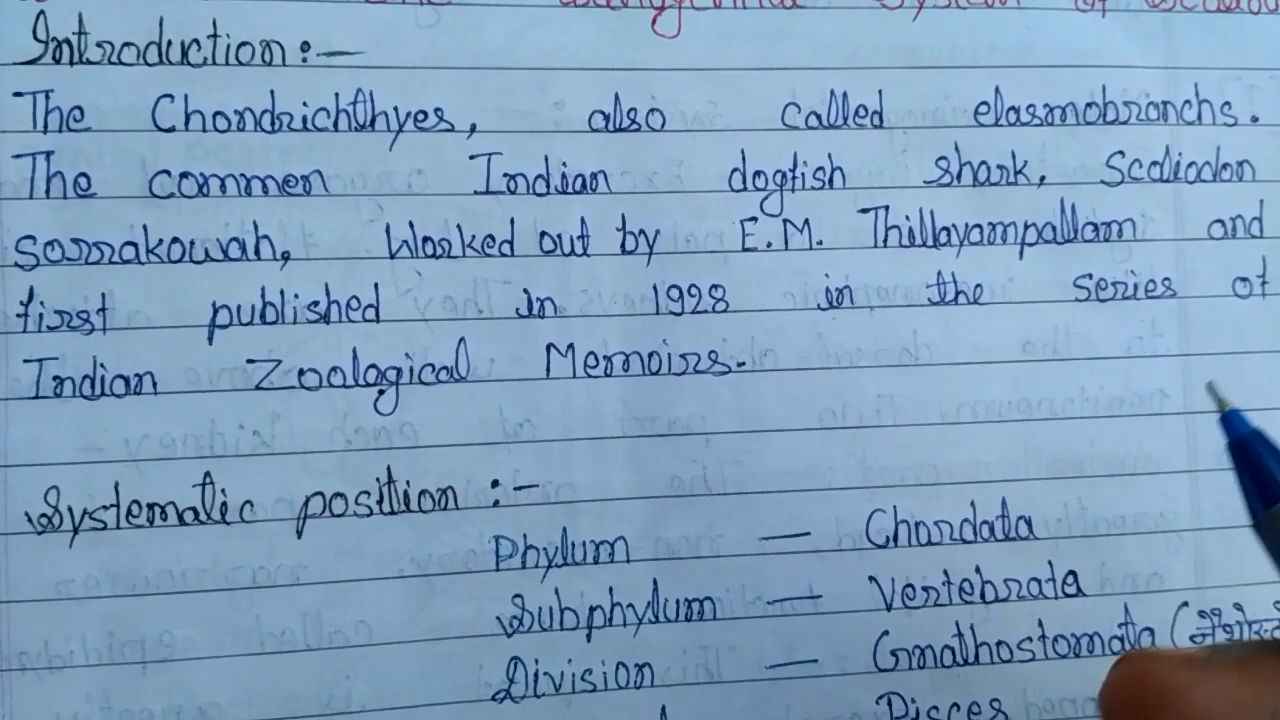 System of
Introduction :—
The Chondrichthyes, also called elasmobranchs.
The commen Indian dogfish shark, Scoliodon
sorrakowah, Worked out by E.M. Thillayampallam and
first published in 1928 in the series of
Indian Zoological Memoirs.
Systematic position :-
Phylum — Chordata
Subphylum — Vertebrata
Division — Gnathostomata (
Pisces